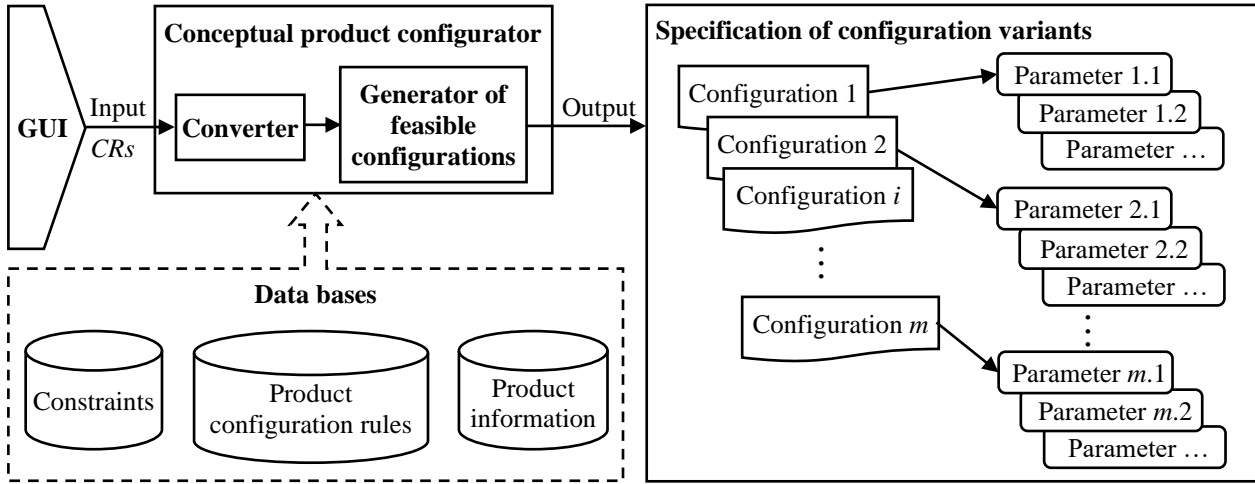 GUI
Input
CRs
Conceptual product configurator
Converter
Generator of
feasible
configurations
Output
Data bases
Constraints
Product
configuration rules
Product
information
Specification of configuration variants
Configuration 1
Configuration 2
Configuration i
⋮
Configuration m
Parameter 1.1
Parameter 1.2
Parameter …
Parameter 2.1
Parameter 2.2
Parameter …
⋮
Parameter m.1
Parameter m.2
Parameter …